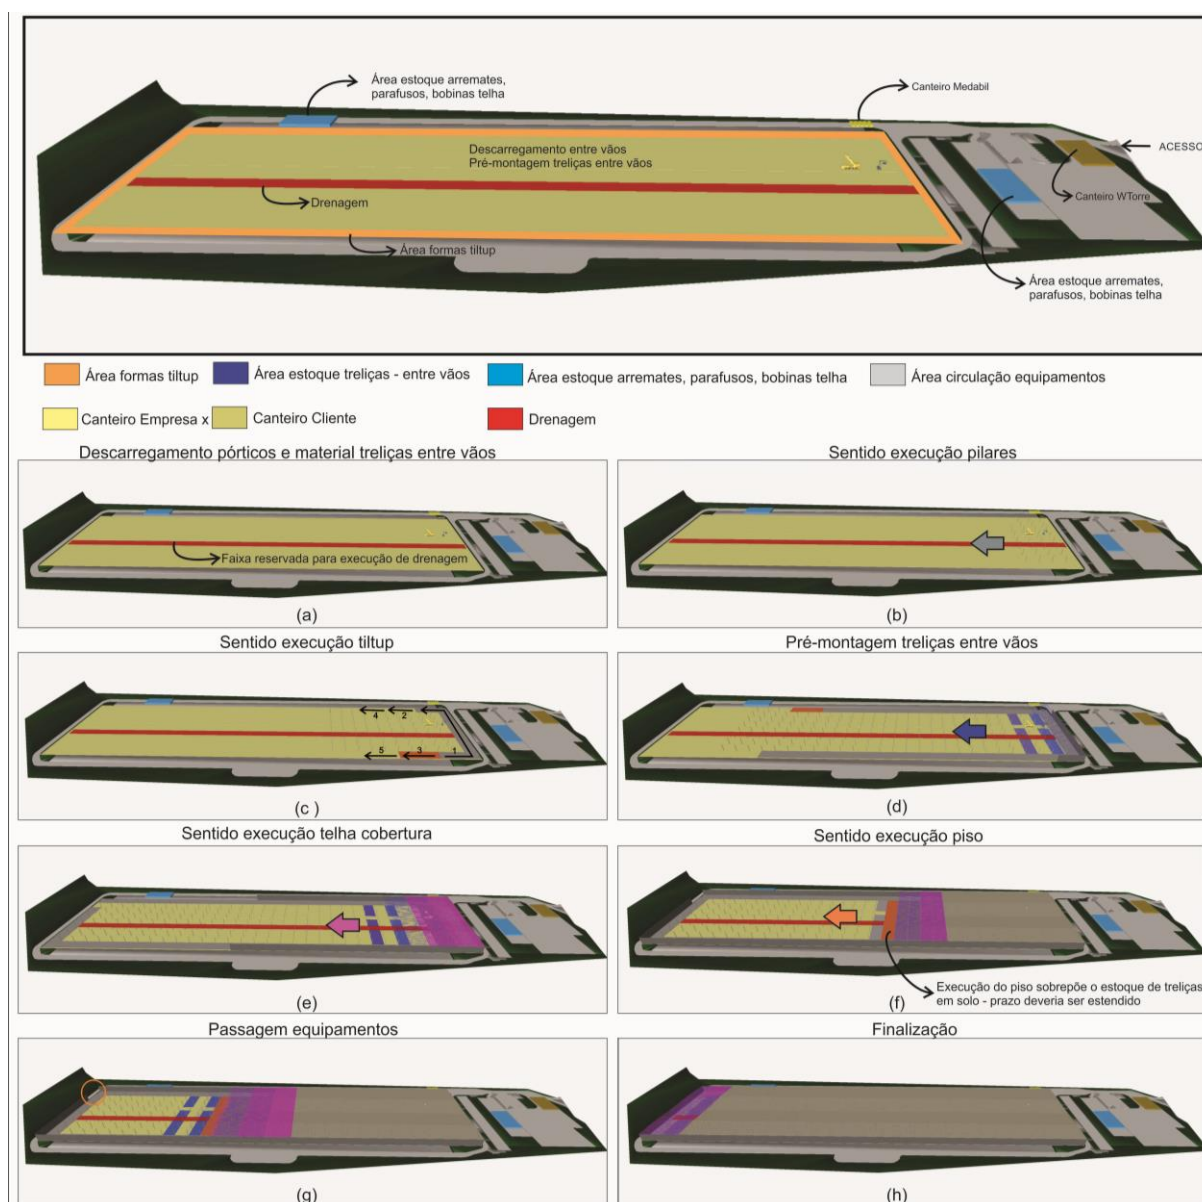 Área estoque arremates,
parafusos, bobinas telha
Canteiro Medabil
Descarregamento entre vãos
Pré-montagem treliças entre vãos
ACESSO
Drenagem
Canteiro WTorre
Área formas tiltup
Área estoque arremates,
parafusos, bobinas telha
Área formas tiltup
Área estoque treliças - entre vãos
Área estoque arremates, parafusos, bobinas telha
Área circulação equipamentos
Canteiro Empresa x
Canteiro Cliente
Drenagem
Descarregamento pórticos e material treliças entre vãos
Sentido execução pilares
Faixa reservada para execução de drenagem
(a)
(b)
Sentido execução tiltup
Pré-montagem treliças entre vãos
4 2
5 3 1
(c )
(d)
Sentido execução telha cobertura
Sentido execução piso
Execução do piso sobrepõe o estoque de treliças
em solo - prazo deveria ser estendido
(e)
(f)
Passagem equipamentos
Finalização
(g)
(h)